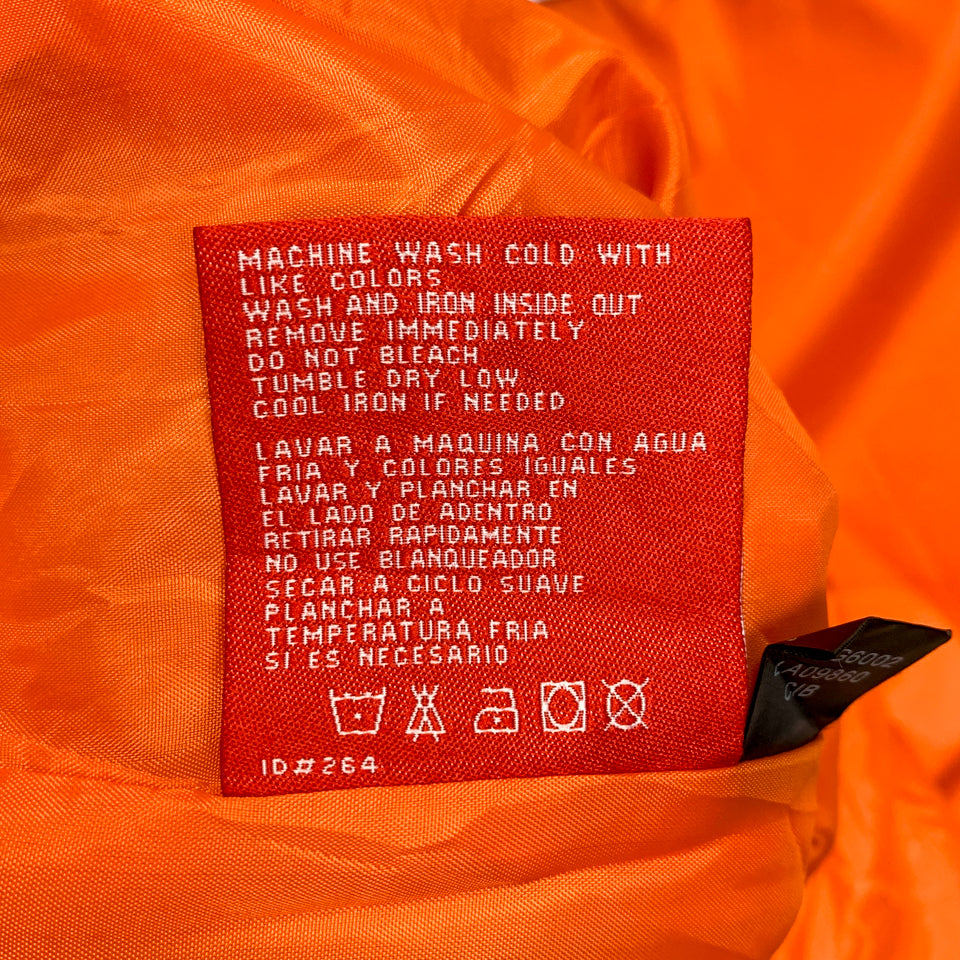 MACHINE WASH COLD WITH
LIKE COLORS
WASH AND IRON INSIDE OUT
REMOVE IMMEDIATELY
DO NOT BLEACH
TUMBLE DRY LOW
COOL IRON IF NEEDED
LAVAR A MAQUINA CON AGUA
FRIA Y COLORES IGUALES
LAVAR Y PLANCHAR EN
EL LADO DE ADENTRO
RETIRAR RAPIDAMENTE
NO USE BLANQUEADOR
SECAR A CICLO SUAVE
PLANCHAR A
TEMPERATURA FRIA
SI ES NECESARIO
ID#264